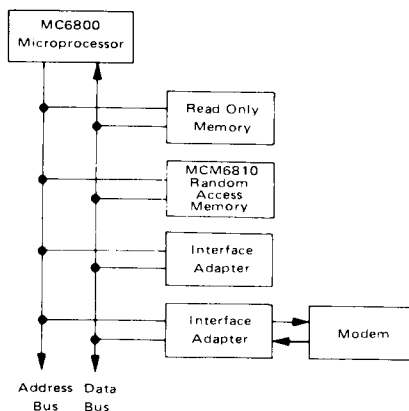 MC6800
Microprocessor
Read Only
Memory
MCM6810
Random
Access
Memory
Interface
Adapter
Interface
Adapter
Modem
Address
Bus
Data
Bus